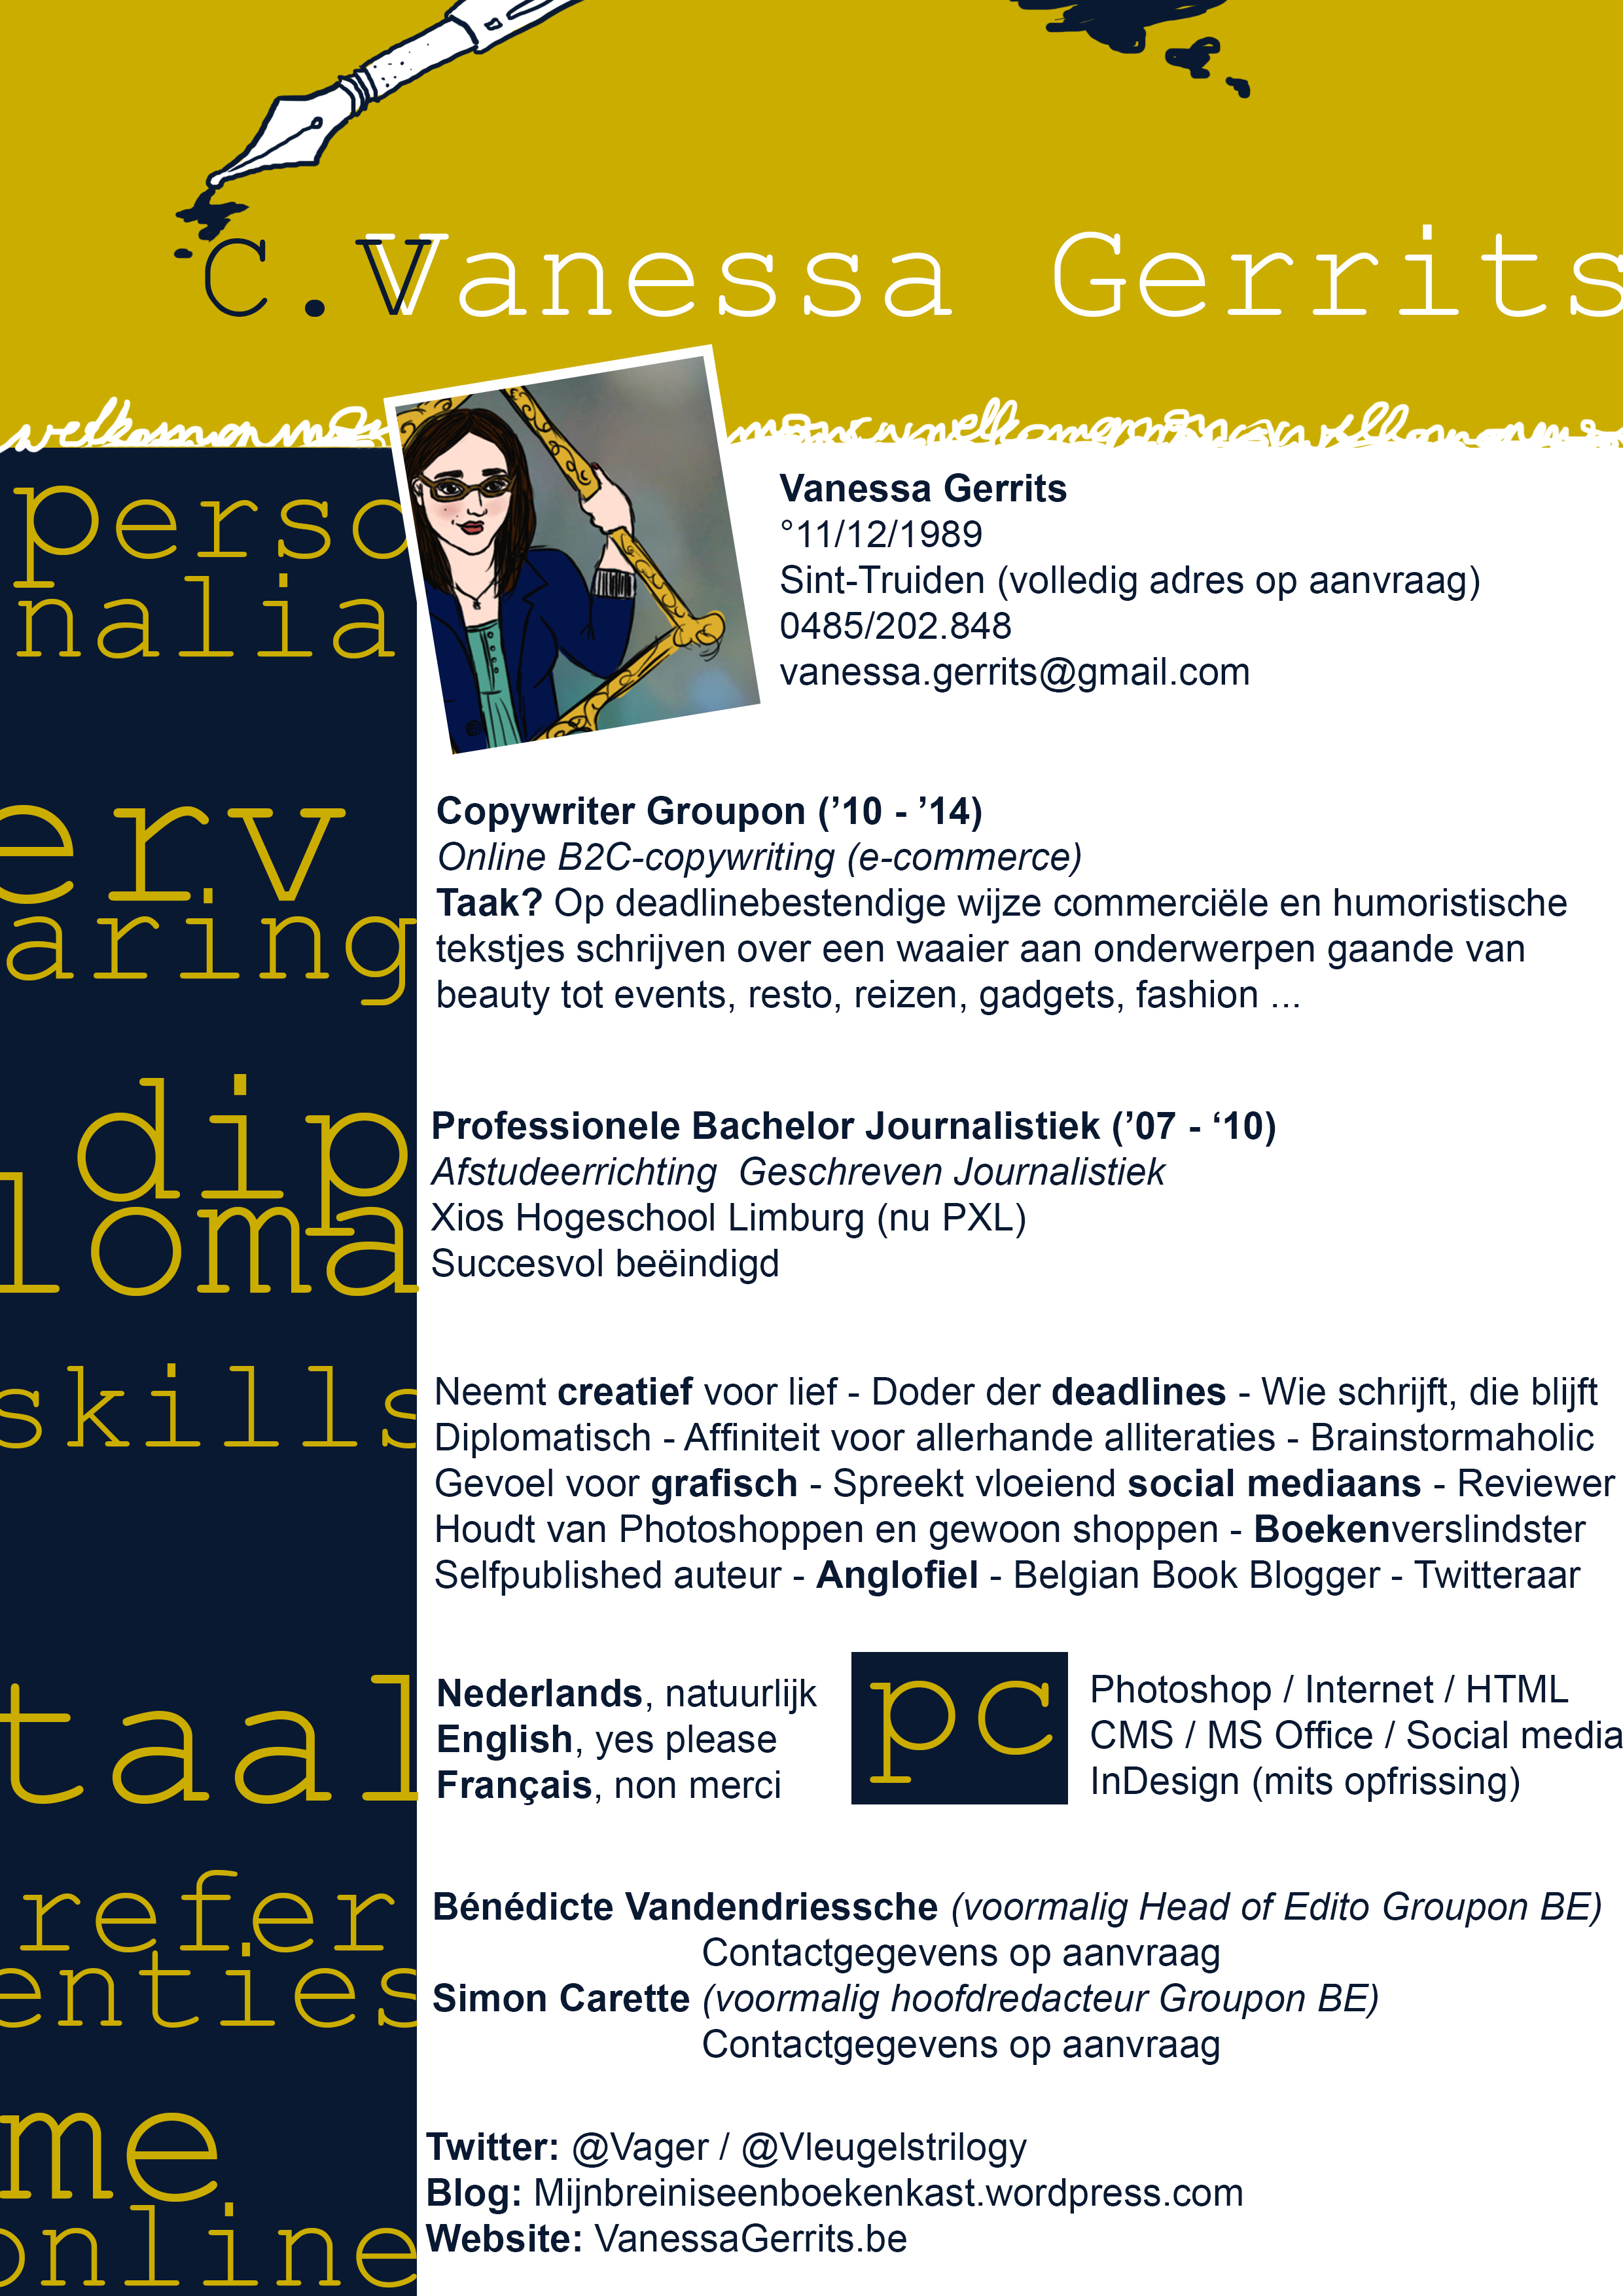 C.Vanessa Gerrits
perso
nalia
Vanessa Gerrits
°11/12/1989
Sint-Truiden (volledig adres op aanvraag)
0485/202.848
vanessa.gerrits@gmail.com
erv
aring
Copywriter Groupon (’10 - ’14)
Online B2C-copywriting (e-commerce)
Taak? Op deadlinebestendige wijze commerciële en humoristische
tekstjes schrijven over een waaier aan onderwerpen gaande van
beauty tot events, resto, reizen, gadgets, fashion ...
dip
loma
Professionele Bachelor Journalistiek (’07 - ‘10)
Afstudeerrichting  Geschreven Journalistiek
Xios Hogeschool Limburg (nu PXL)
Succesvol beëindigd
skills
Neemt creatief voor lief - Doder der deadlines - Wie schrijft, die blijft
Diplomatisch - Affiniteit voor allerhande alliteraties - Brainstormaholic
Gevoel voor grafisch - Spreekt vloeiend social mediaans - Reviewer
Houdt van Photoshoppen en gewoon shoppen - Boekenverslindster
Selfpublished auteur - Anglofiel - Belgian Book Blogger - Twitteraar
taal
Nederlands, natuurlijk
English, yes please
Français, non merci
pc
Photoshop / Internet / HTML
CMS / MS Office / Social media
InDesign (mits opfrissing)
refer
enties
Bénédicte Vandendriessche (voormalig Head of Edito Groupon BE)
Contactgegevens op aanvraag
Simon Carette (voormalig hoofdredacteur Groupon BE)
Contactgegevens op aanvraag
me
online
Twitter: @Vager / @Vleugelstrilogy
Blog: Mijnbreiniseenboekenkast.wordpress.com
Website: VanessaGerrits.be